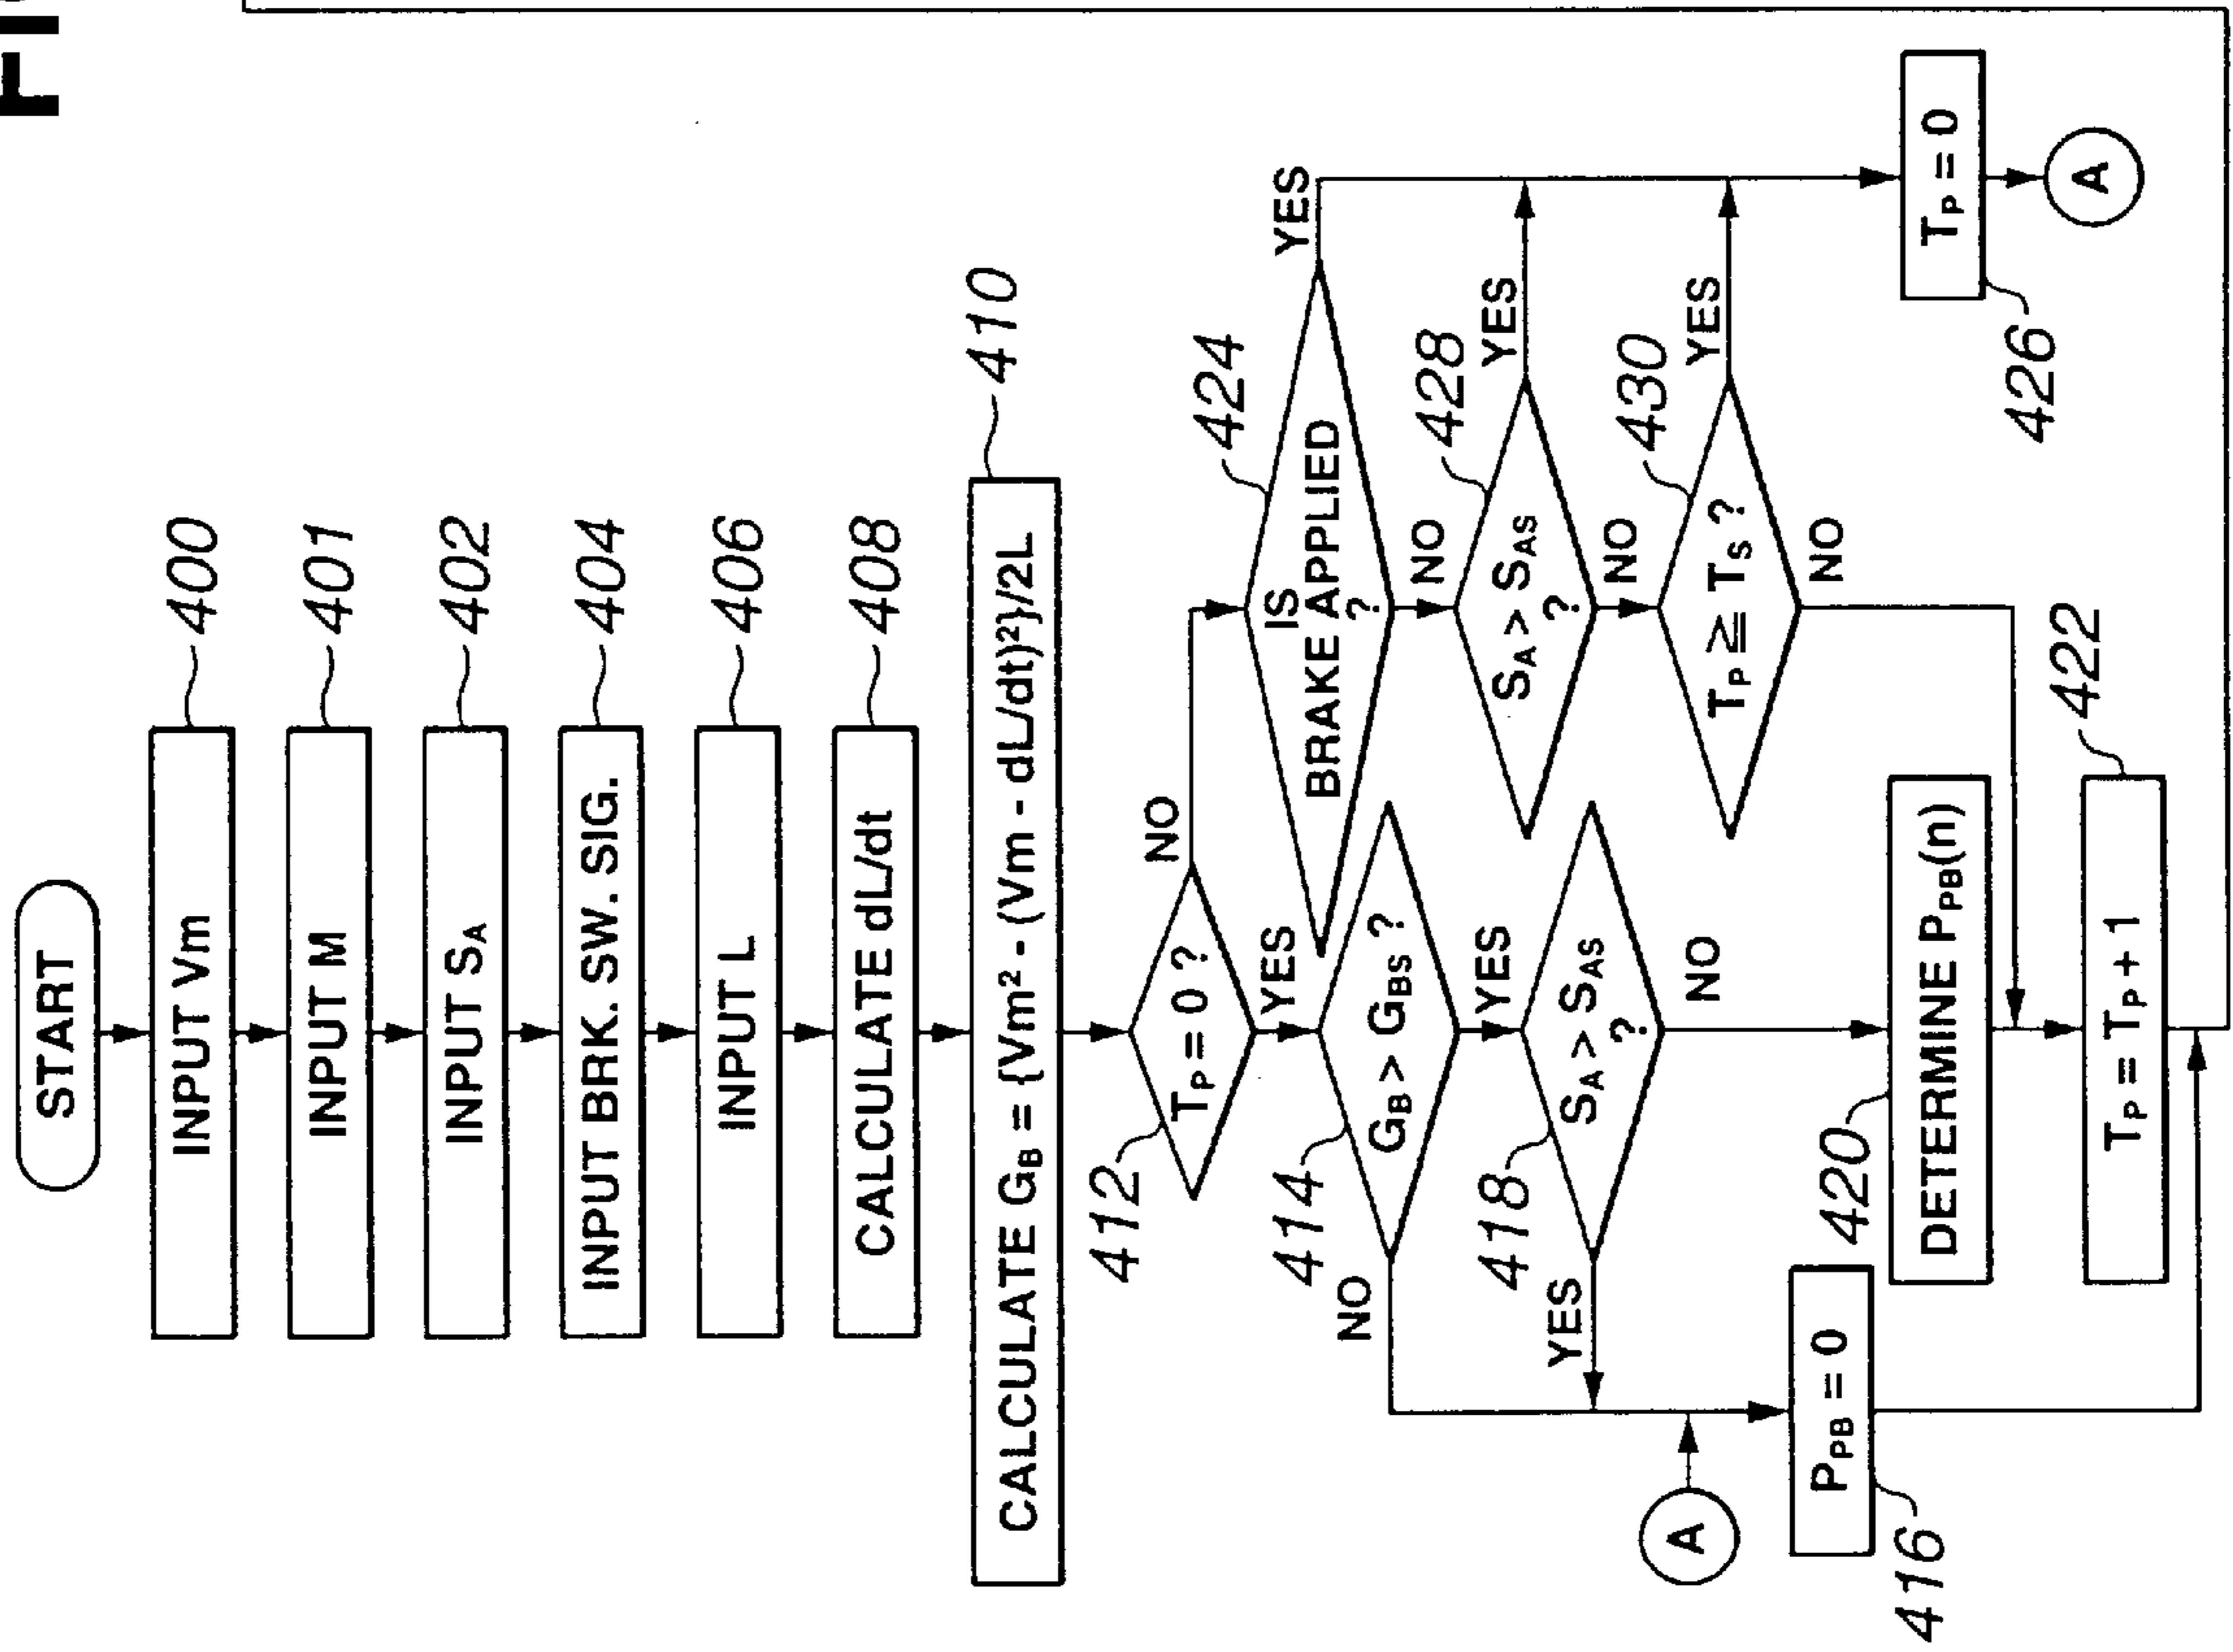 START
INPUT Vm
400
INPUT M
401
INPUT SA
402
INPUT BRK. SW. SIG.
404
INPUT L
406
CALCULATE dL/dt
408
CALCULATE GB = {Vm² - (Vm - dL/dt)²}/2L
410
412
TP = 0 ?
NO
YES
424
IS
BRAKE APPLIED
?
YES
NO
414
GB > GBS ?
NO
YES
428
SA > SAS
?
YES
NO
418
SA > SAS
?
YES
NO
430
TP ≧ TS ?
YES
NO
A
PPB = 0
416
420
DETERMINE PPB(n)
TP = TP + 1
422
TP = 0
426
A